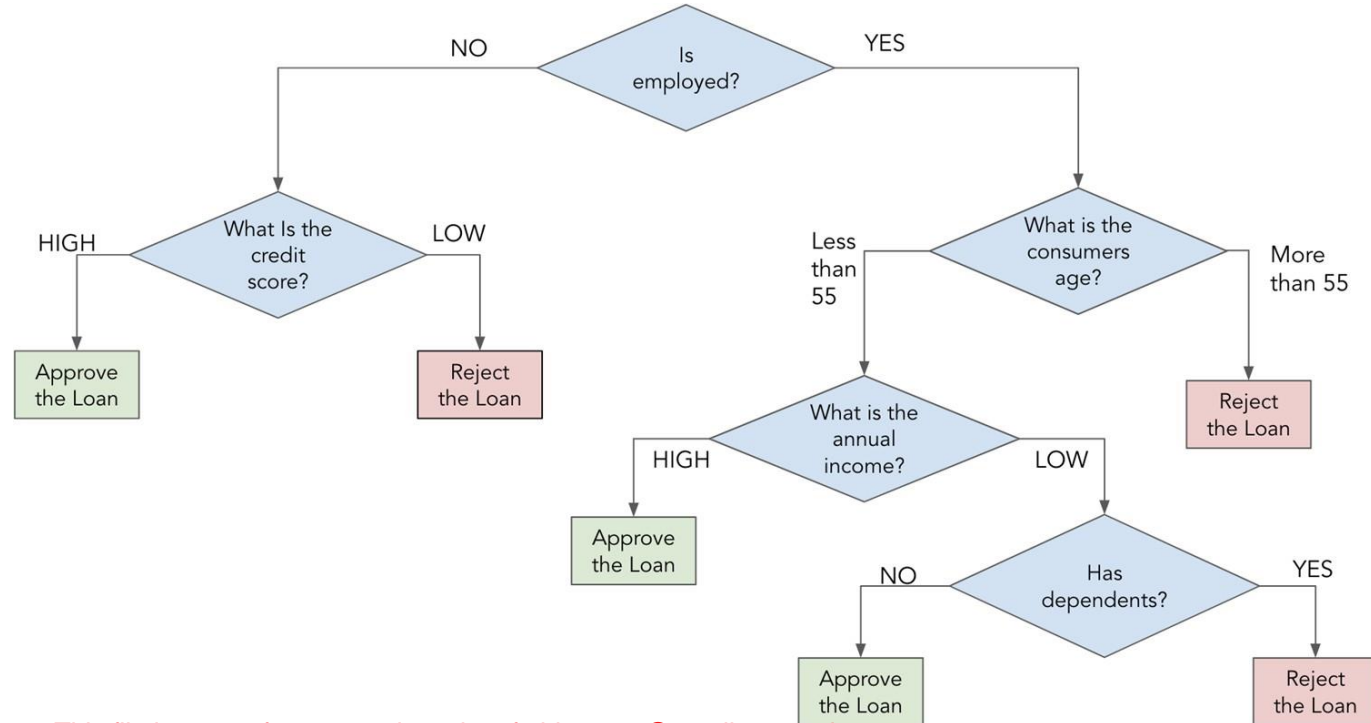 NO
Is
employed?
YES
HIGH
What Is the
credit
score?
LOW
Less
than
55
What is the
consumers
age?
More
than 55
Approve
the Loan
Reject
the Loan
What is the
annual
income?
HIGH
LOW
Reject
the Loan
Approve
the Loan
NO
Has
dependents?
YES
Approve
the Loan
Reject
the Loan